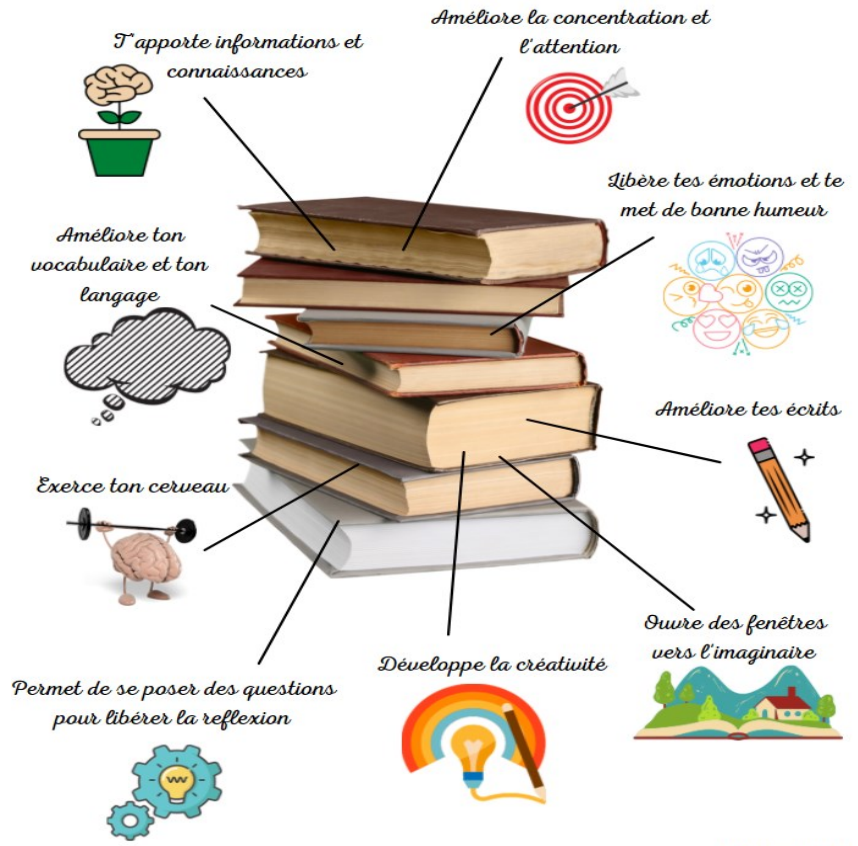 T'apporte informations et
connaissances
Améliore la concentration et
l'attention
Libère tes émotions et te
met de bonne humeur
Améliore ton
vocabulaire et ton
langage
Améliore tes écrits
Exerce ton cerveau
Ouvre des fenêtres
vers l'imaginaire
Développe la créativité
Permet de se poser des questions
pour libérer la reflexion